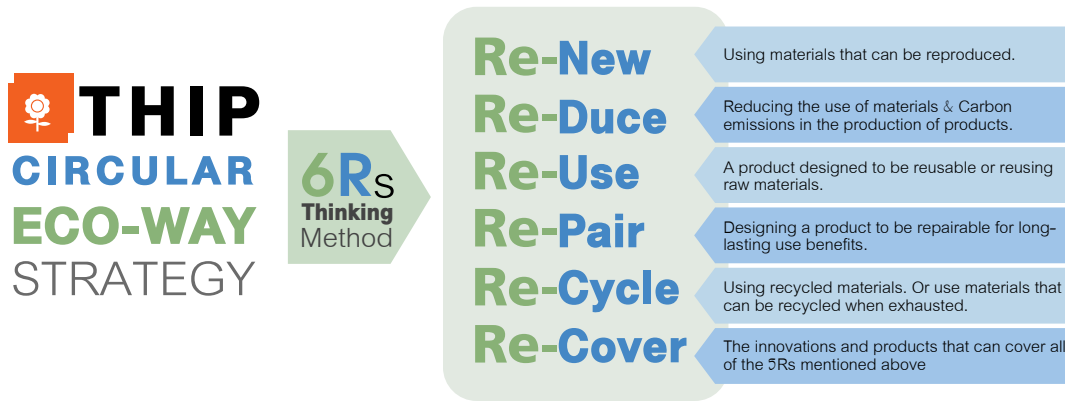 THIP
CIRCULAR
ECO-WAY
STRATEGY
6Rs
Thinking
Method
Re-New
Using materials that can be reproduced.
Re-Duce
Reducing the use of materials & Carbon
emissions in the production of products.
Re-Use
A product designed to be reusable or reusing
raw materials.
Re-Pair
Designing a product to be repairable for long-
lasting use benefits.
Re-Cycle
Using recycled materials. Or use materials that
can be recycled when exhausted.
Re-Cover
The innovations and products that can cover all
of the 5Rs mentioned above